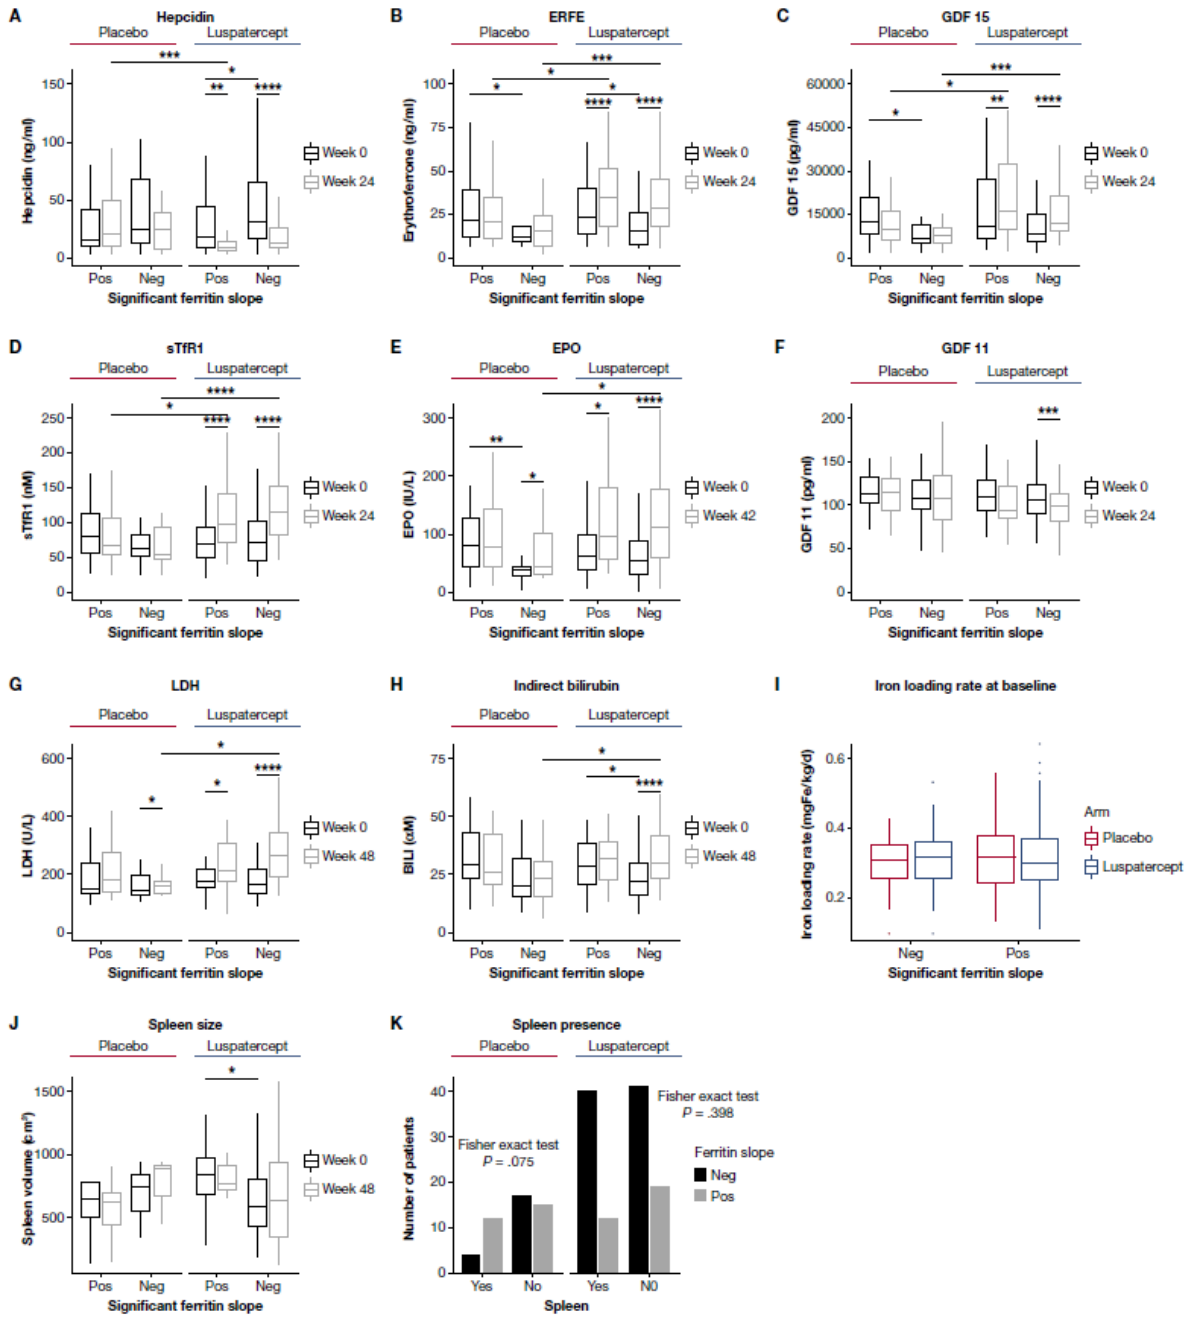 A Hepcidin
Placebo Luspatercept
***
*
** ****
150
100
50
0
Hepcidin (ng/ml)
Week 0
Week 24
Pos Neg Pos Neg
Significant ferritin slope
B ERFE
Placebo Luspatercept
***
*
* *
**** ****
100
75
50
25
0
Erythroferrone (ng/ml)
Week 0
Week 24
Pos Neg Pos Neg
Significant ferritin slope
C GDF 15
Placebo Luspatercept
***
*
** ****
*
60000
45000
30000
15000
0
GDF 15 (pg/ml)
Week 0
Week 24
Pos Neg Pos Neg
Significant ferritin slope
D sTfR1
Placebo Luspatercept
****
*
**** ****
250
200
150
100
50
0
sTfR1 (nM)
Week 0
Week 24
Pos Neg Pos Neg
Significant ferritin slope
E EPO
Placebo Luspatercept
*
* ****
**
*
300
200
100
0
EPO (IU/L)
Week 0
Week 42
Pos Neg Pos Neg
Significant ferritin slope
F GDF 11
Placebo Luspatercept
***
200
150
100
50
0
GDF 11 (pg/ml)
Week 0
Week 24
Pos Neg Pos Neg
Significant ferritin slope
G LDH
Placebo Luspatercept
*
****
*
*
600
400
200
0
LDH (U/L)
Week 0
Week 48
Pos Neg Pos Neg
Significant ferritin slope
H Indirect bilirubin
Placebo Luspatercept
*
*
****
75
50
25
0
BILI (αM)
Week 0
Week 48
Pos Neg Pos Neg
Significant ferritin slope
I Iron loading rate at baseline
0.6
0.4
0.2
Iron loading rate (mgFe/kg/d)
Arm
Placebo
Luspatercept
Neg Pos
Significant ferritin slope
J Spleen size
Placebo Luspatercept
*
1500
1000
500
Spleen volume (cm³)
Week 0
Week 48
Pos Neg Pos Neg
Significant ferritin slope
K Spleen presence
Placebo Luspatercept
40
30
20
10
0
Number of patients
Fisher exact test
P = .075
Fisher exact test
P = .398
Ferritin slope
Neg
Pos
Yes No Yes N0
Spleen